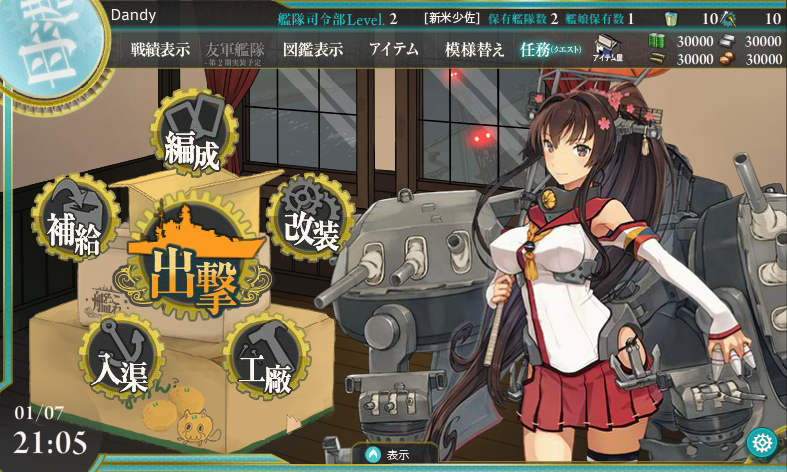 母港
Dandy
艦隊司令部Level. 2
[新米少佐]
保有艦隊数 2
艦娘保有数 1
10
10
戦績表示
友軍艦隊
-第2期実装予定-
図鑑表示
アイテム
模様替え
任務(クエスト)
アイテム屋
30000
30000
30000
30000
編成
補給
改装
出撃
入渠
工廠
01/07
21:05
表示